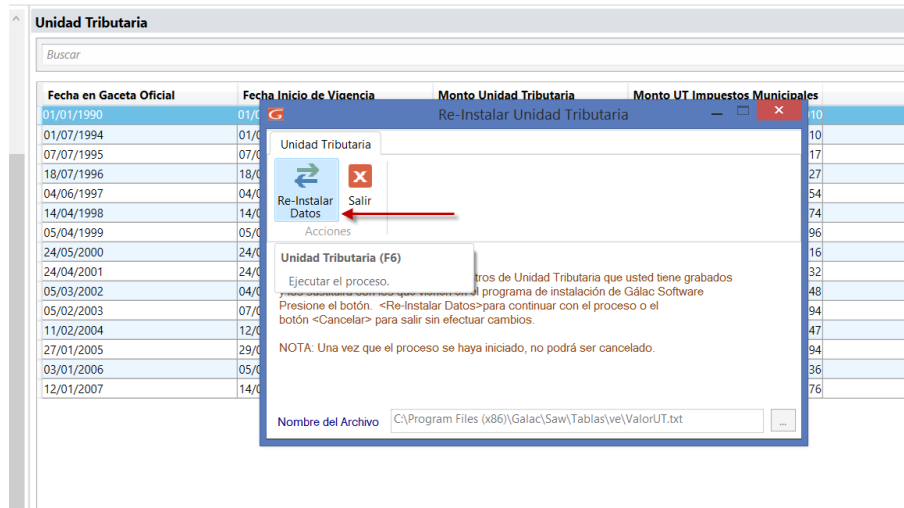 Unidad Tributaria
Buscar
Fecha en Gaceta Oficial Fecha Inicio de Vigencia Monto Unidad Tributaria Monto UT Impuestos Municipales
01/01/1990
01/07/1994
07/07/1995
18/07/1996
04/06/1997
14/04/1998
05/04/1999
24/05/2000
24/04/2001
05/03/2002
05/02/2003
11/02/2004
27/01/2005
03/01/2006
12/01/2007
Re-Instalar Unidad Tributaria
Unidad Tributaria
Re-Instalar Datos
Salir
Acciones
Unidad Tributaria (F6)
Ejecutar el proceso.
de Unidad Tributaria que usted tiene grabados
el programa de instalación de Gálac Software
Presione el botón. <Re-Instalar Datos>para continuar con el proceso o el
botón <Cancelar> para salir sin efectuar cambios.
NOTA: Una vez que el proceso se haya iniciado, no podrá ser cancelado.
Nombre del Archivo C:\Program Files (x86)\Galac\Saw\Tablas\ve\ValorUT.txt ...